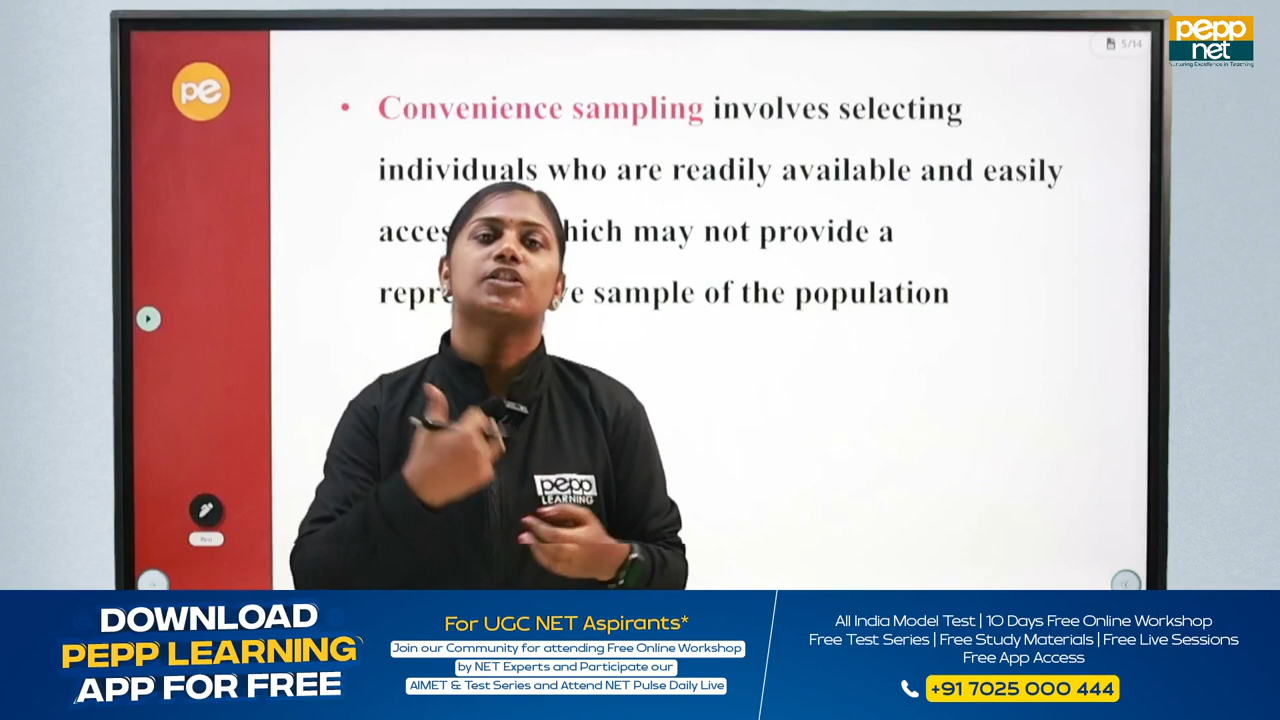 pepp
net
Nurturing Excellence in Teaching
5/14
pe
• Convenience sampling involves selecting
individuals who are readily available and easily
acces hich may not provide a
repre e sample of the population
pepp
LEARNING
DOWNLOAD
PEPP LEARNING
APP FOR FREE
For UGC NET Aspirants*
Join our Community for attending Free Online Workshop
by NET Experts and Participate our
AIMET & Test Series and Attend NET Pulse Daily Live
All India Model Test | 10 Days Free Online Workshop
Free Test Series | Free Study Materials | Free Live Sessions
Free App Access
+91 7025 000 444